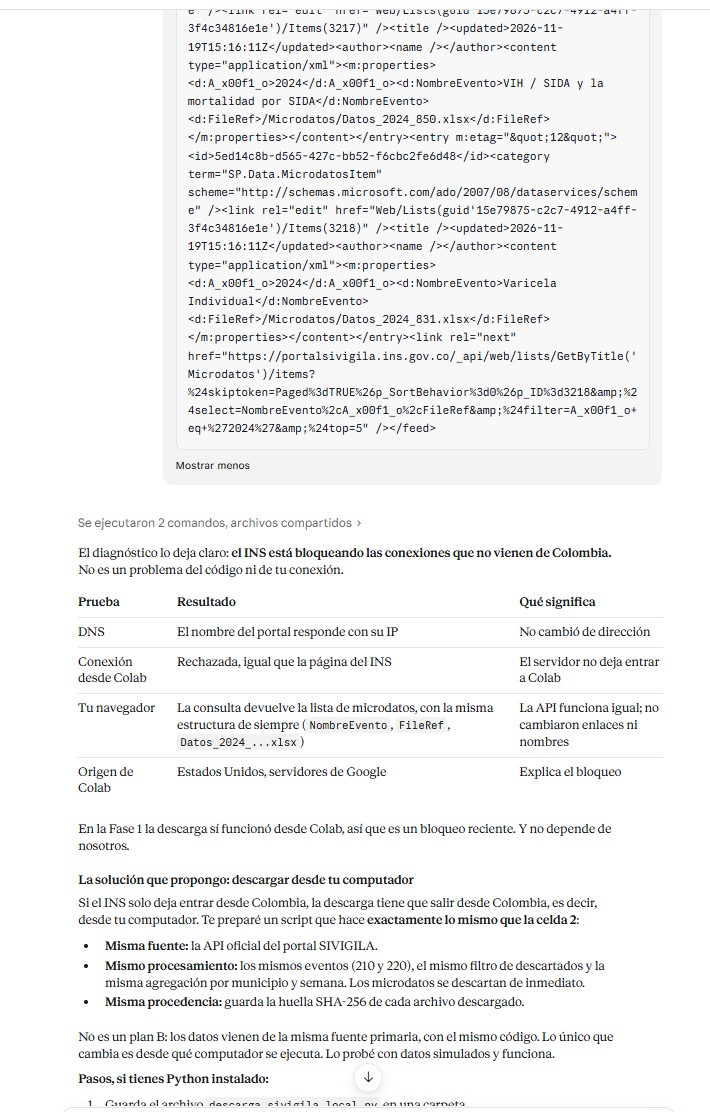 e" /><link rel="edit" href="Web/Lists(guid'15e79875-c2c7-4912-a4ff-
3f4c34816e1e')/Items(3217)" /><title /><updated>2026-11-
19T15:16:11Z</updated><author><name /></author><content
type="application/xml"><m:properties>
<d:A_x00f1_o>2024</d:A_x00f1_o><d:NombreEvento>VIH / SIDA y la
mortalidad por SIDA</d:NombreEvento>
<d:FileRef>/Microdatos/Datos_2024_850.xlsx</d:FileRef>
</m:properties></content></entry><entry m:etag="&quot;12&quot;">
<id>5ed14c8b-d565-427c-bb52-f6cbc2fe6d48</id><category
term="SP.Data.MicrodatosItem"
scheme="http://schemas.microsoft.com/ado/2007/08/dataservices/schem
e" /><link rel="edit" href="Web/Lists(guid'15e79875-c2c7-4912-a4ff-
3f4c34816e1e')/Items(3218)" /><title /><updated>2026-11-
19T15:16:11Z</updated><author><name /></author><content
type="application/xml"><m:properties>
<d:A_x00f1_o>2024</d:A_x00f1_o><d:NombreEvento>Varicela
Individual</d:NombreEvento>
<d:FileRef>/Microdatos/Datos_2024_831.xlsx</d:FileRef>
</m:properties></content></entry><link rel="next"
href="https://portalsivigila.ins.gov.co/_api/web/lists/GetByTitle('
Microdatos')/items?
%24skiptoken=Paged%3dTRUE%26p_SortBehavior%3d0%26p_ID%3d3218&amp;%2
4select=NombreEvento%2cA_x00f1_o%2cFileRef&amp;%24filter=A_x00f1_o+
eq+%272024%27&amp;%24top=5" /></feed>
Mostrar menos
Se ejecutaron 2 comandos, archivos compartidos >
El diagnóstico lo deja claro: el INS está bloqueando las conexiones que no vienen de Colombia.
No es un problema del código ni de tu conexión.
Prueba Resultado Qué significa
DNS El nombre del portal responde con su IP No cambió de dirección
Conexión desde Colab Rechazada, igual que la página del INS El servidor no deja entrar a Colab
Tu navegador La consulta devuelve la lista de microdatos, con la misma estructura de siempre ( NombreEvento , FileRef , Datos_2024_...xlsx ) La API funciona igual; no cambiaron enlaces ni nombres
Origen de Colab Estados Unidos, servidores de Google Explica el bloqueo
En la Fase 1 la descarga sí funcionó desde Colab, así que es un bloqueo reciente. Y no depende de
nosotros.
La solución que propongo: descargar desde tu computador
Si el INS solo deja entrar desde Colombia, la descarga tiene que salir desde Colombia, es decir,
desde tu computador. Te preparé un script que hace exactamente lo mismo que la celda 2:
• Misma fuente: la API oficial del portal SIVIGILA.
• Mismo procesamiento: los mismos eventos (210 y 220), el mismo filtro de descartados y la
misma agregación por municipio y semana. Los microdatos se descartan de inmediato.
• Misma procedencia: guarda la huella SHA-256 de cada archivo descargado.
No es un plan B: los datos vienen de la misma fuente primaria, con el mismo código. Lo único que
cambia es desde qué computador se ejecuta. Lo probé con datos simulados y funciona.
Pasos, si tienes Python instalado:
1. Guarda el archivo descarga_sivigila_local.py en una carpeta